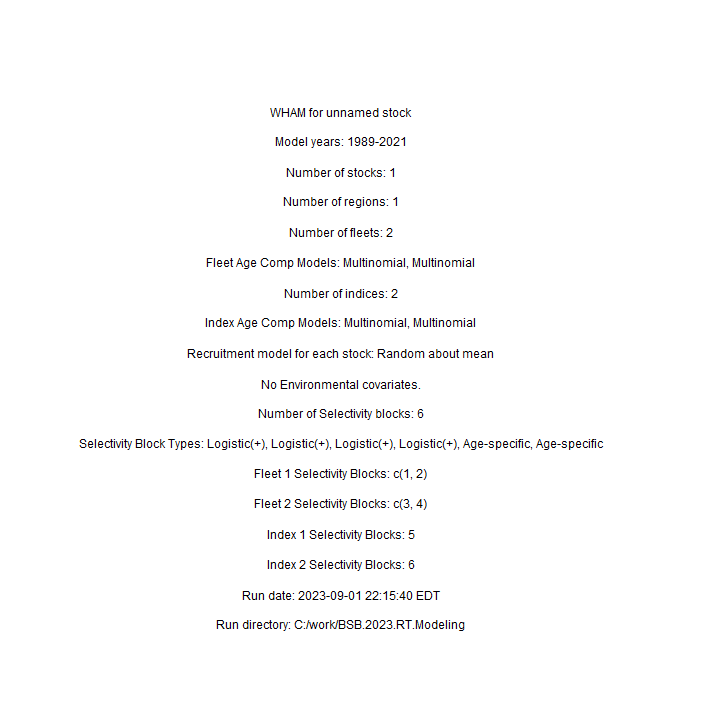 WHAM for unnamed stock
Model years: 1989-2021
Number of stocks: 1
Number of regions: 1
Number of fleets: 2
Fleet Age Comp Models: Multinomial, Multinomial
Number of indices: 2
Index Age Comp Models: Multinomial, Multinomial
Recruitment model for each stock: Random about mean
No Environmental covariates.
Number of Selectivity blocks: 6
Selectivity Block Types: Logistic(+), Logistic(+), Logistic(+), Logistic(+), Age-specific, Age-specific
Fleet 1 Selectivity Blocks: c(1, 2)
Fleet 2 Selectivity Blocks: c(3, 4)
Index 1 Selectivity Blocks: 5
Index 2 Selectivity Blocks: 6
Run date: 2023-09-01 22:15:40 EDT
Run directory: C:/work/BSB.2023.RT.Modeling